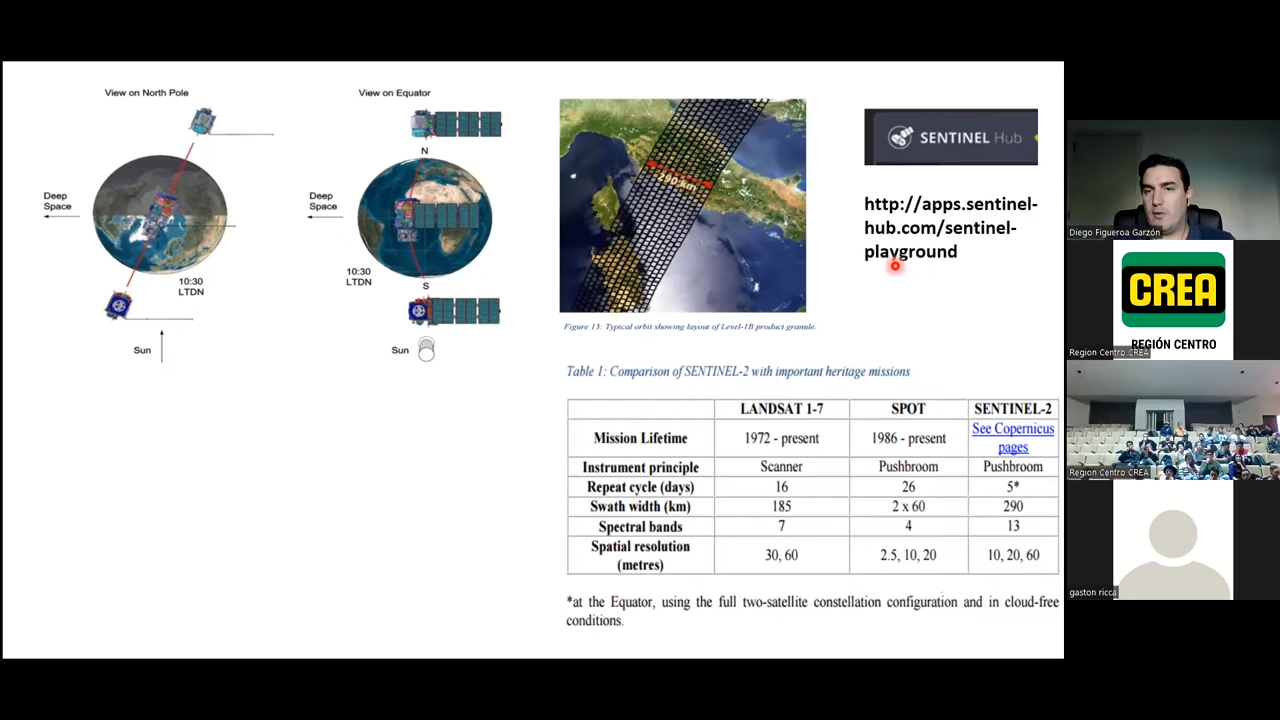 View on North Pole
Deep
Space
10:30
LTDN
Sun
View on Equator
N
Deep
Space
10:30
LTDN
S
Sun
290 km
Figure 13: Typical orbit showing layout of Level-1B product granule.
SENTINEL Hub
http://apps.sentinel-
hub.com/sentinel-
playground
Table 1: Comparison of SENTINEL-2 with important heritage missions
LANDSAT 1-7 SPOT SENTINEL-2
Mission Lifetime 1972 - present 1986 - present See Copernicus
pages
Instrument principle Scanner Pushbroom Pushbroom
Repeat cycle (days) 16 26 5*
Swath width (km) 185 2 x 60 290
Spectral bands 7 4 13
Spatial resolution
(metres) 30, 60 2.5, 10, 20 10, 20, 60
*at the Equator, using the full two-satellite constellation configuration and in cloud-free
conditions.
Diego Figueroa Garzón
CREA
REGIÓN CENTRO
Region Centro CREA
Region Centro CREA
gaston ricca